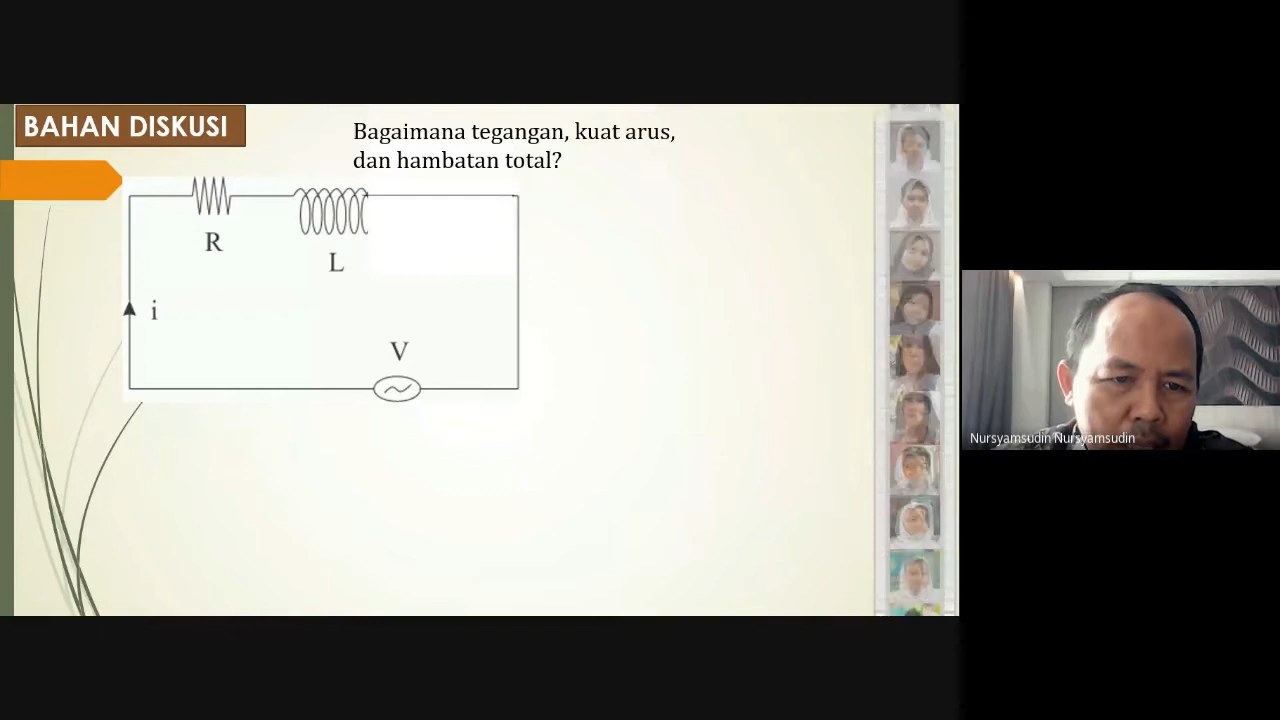 BAHAN DISKUSI
Bagaimana tegangan, kuat arus,
dan hambatan total?
R
L
i
V
Nursyamsudin Nursyamsudin